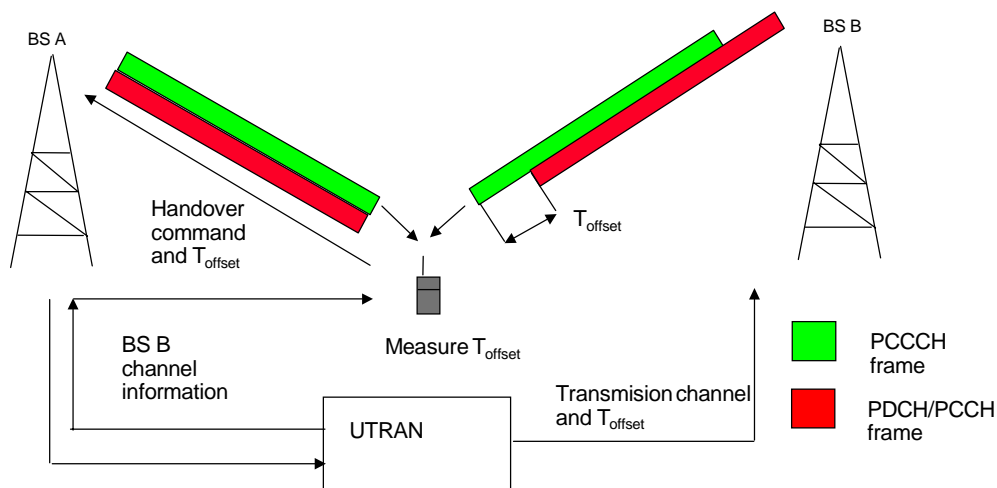 BS A
BS B
Handover
command
and Toffset
Toffset
Measure Toffset
BS B
channel
information
UTRAN
Transmision channel
and Toffset
PCCCH
frame
PDCH/PCCH
frame